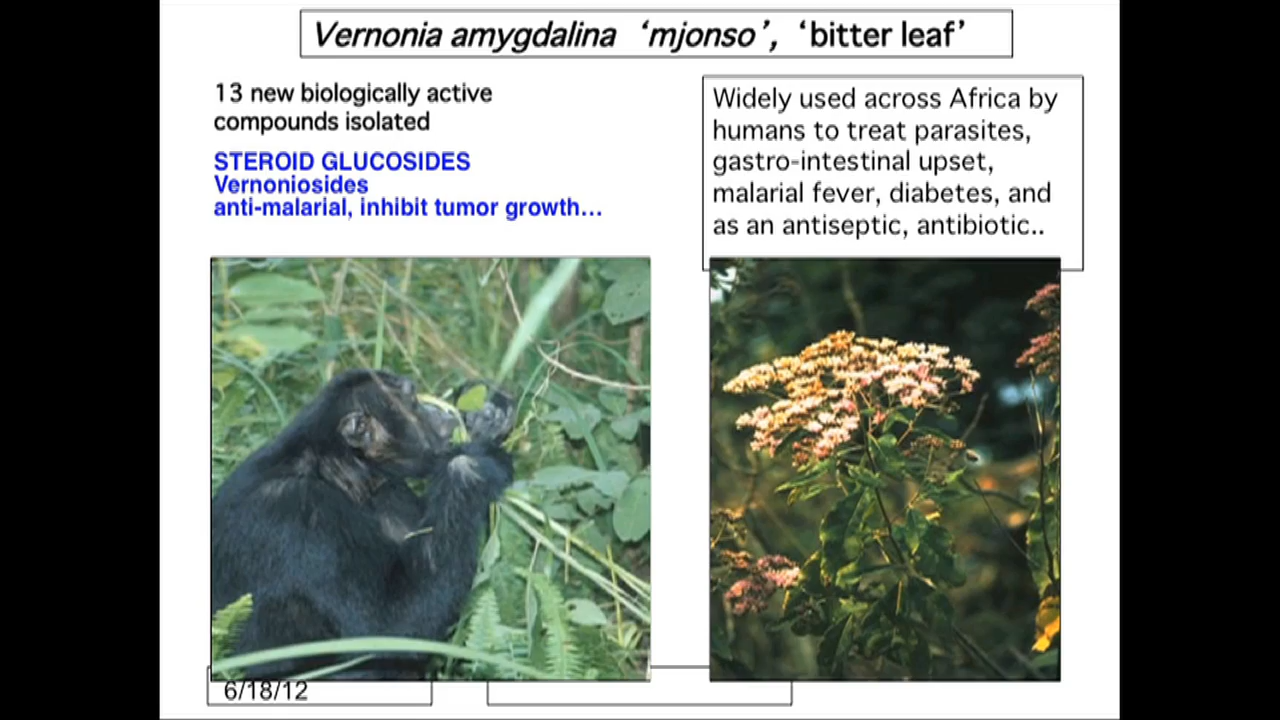 Vernonia amygdalina ‘mjonso’, ‘bitter leaf’
13 new biologically active
compounds isolated
STEROID GLUCOSIDES
Vernoniosides
anti-malarial, inhibit tumor growth...
Widely used across Africa by
humans to treat parasites,
gastro-intestinal upset,
malarial fever, diabetes, and
as an antiseptic, antibiotic..
6/18/12